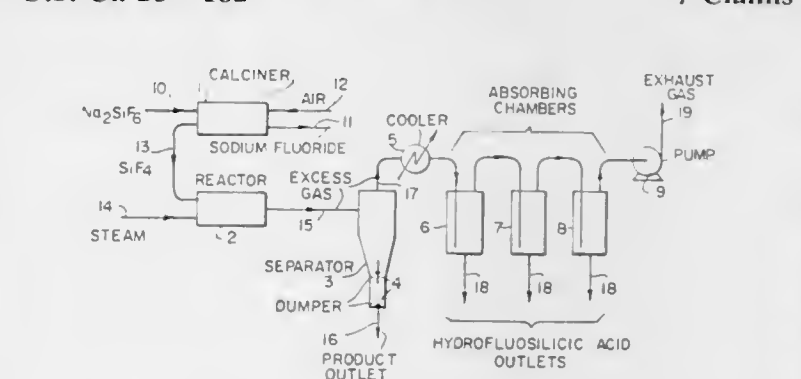 7 Claims
CALCINER
10
1
12
AIR
Na2SiF6
11
SODIUM FLUORIDE
13
SiF4
REACTOR
14
STEAM
2
EXCESS
GAS
15
17
COOLER
5
ABSORBING
CHAMBERS
EXHAUST
GAS
19
PUMP
9
6
7
8
SEPARATOR
3
4
DUMPER
16
PRODUCT
OUTLET
18
18
18
HYDROFLUOSILICIC ACID
OUTLETS